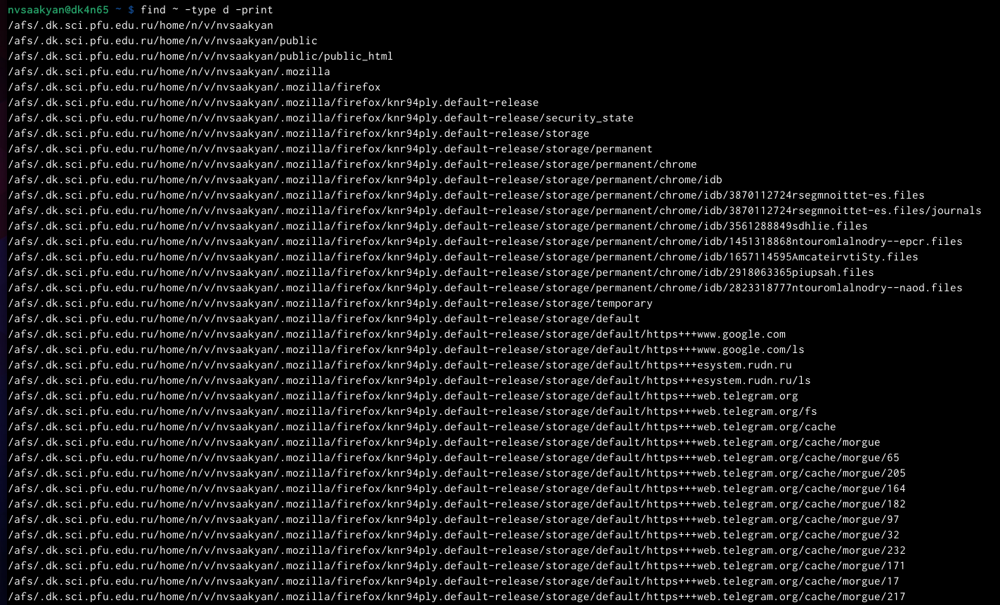 nvsaakyan@dk4n65 ~ $ find ~ -type d -print
/afs/.dk.sci.pfu.edu.ru/home/n/v/nvsaakyan
/afs/.dk.sci.pfu.edu.ru/home/n/v/nvsaakyan/public
/afs/.dk.sci.pfu.edu.ru/home/n/v/nvsaakyan/public/public_html
/afs/.dk.sci.pfu.edu.ru/home/n/v/nvsaakyan/.mozilla
/afs/.dk.sci.pfu.edu.ru/home/n/v/nvsaakyan/.mozilla/firefox
/afs/.dk.sci.pfu.edu.ru/home/n/v/nvsaakyan/.mozilla/firefox/knr94ply.default-release
/afs/.dk.sci.pfu.edu.ru/home/n/v/nvsaakyan/.mozilla/firefox/knr94ply.default-release/security_state
/afs/.dk.sci.pfu.edu.ru/home/n/v/nvsaakyan/.mozilla/firefox/knr94ply.default-release/storage
/afs/.dk.sci.pfu.edu.ru/home/n/v/nvsaakyan/.mozilla/firefox/knr94ply.default-release/storage/permanent
/afs/.dk.sci.pfu.edu.ru/home/n/v/nvsaakyan/.mozilla/firefox/knr94ply.default-release/storage/permanent/chrome
/afs/.dk.sci.pfu.edu.ru/home/n/v/nvsaakyan/.mozilla/firefox/knr94ply.default-release/storage/permanent/chrome/idb
/afs/.dk.sci.pfu.edu.ru/home/n/v/nvsaakyan/.mozilla/firefox/knr94ply.default-release/storage/permanent/chrome/idb/3870112724rsegmnoittet-es.files
/afs/.dk.sci.pfu.edu.ru/home/n/v/nvsaakyan/.mozilla/firefox/knr94ply.default-release/storage/permanent/chrome/idb/3870112724rsegmnoittet-es.files/journals
/afs/.dk.sci.pfu.edu.ru/home/n/v/nvsaakyan/.mozilla/firefox/knr94ply.default-release/storage/permanent/chrome/idb/3561288849sdhlie.files
/afs/.dk.sci.pfu.edu.ru/home/n/v/nvsaakyan/.mozilla/firefox/knr94ply.default-release/storage/permanent/chrome/idb/1451318868ntouromlalnodry--epcr.files
/afs/.dk.sci.pfu.edu.ru/home/n/v/nvsaakyan/.mozilla/firefox/knr94ply.default-release/storage/permanent/chrome/idb/1657114595AmcateirvtiSty.files
/afs/.dk.sci.pfu.edu.ru/home/n/v/nvsaakyan/.mozilla/firefox/knr94ply.default-release/storage/permanent/chrome/idb/2918063365piupsah.files
/afs/.dk.sci.pfu.edu.ru/home/n/v/nvsaakyan/.mozilla/firefox/knr94ply.default-release/storage/permanent/chrome/idb/2823318777ntouromlalnodry--naod.files
/afs/.dk.sci.pfu.edu.ru/home/n/v/nvsaakyan/.mozilla/firefox/knr94ply.default-release/storage/temporary
/afs/.dk.sci.pfu.edu.ru/home/n/v/nvsaakyan/.mozilla/firefox/knr94ply.default-release/storage/default
/afs/.dk.sci.pfu.edu.ru/home/n/v/nvsaakyan/.mozilla/firefox/knr94ply.default-release/storage/default/https+++www.google.com
/afs/.dk.sci.pfu.edu.ru/home/n/v/nvsaakyan/.mozilla/firefox/knr94ply.default-release/storage/default/https+++www.google.com/ls
/afs/.dk.sci.pfu.edu.ru/home/n/v/nvsaakyan/.mozilla/firefox/knr94ply.default-release/storage/default/https+++esystem.rudn.ru
/afs/.dk.sci.pfu.edu.ru/home/n/v/nvsaakyan/.mozilla/firefox/knr94ply.default-release/storage/default/https+++esystem.rudn.ru/ls
/afs/.dk.sci.pfu.edu.ru/home/n/v/nvsaakyan/.mozilla/firefox/knr94ply.default-release/storage/default/https+++web.telegram.org
/afs/.dk.sci.pfu.edu.ru/home/n/v/nvsaakyan/.mozilla/firefox/knr94ply.default-release/storage/default/https+++web.telegram.org/fs
/afs/.dk.sci.pfu.edu.ru/home/n/v/nvsaakyan/.mozilla/firefox/knr94ply.default-release/storage/default/https+++web.telegram.org/cache
/afs/.dk.sci.pfu.edu.ru/home/n/v/nvsaakyan/.mozilla/firefox/knr94ply.default-release/storage/default/https+++web.telegram.org/cache/morgue
/afs/.dk.sci.pfu.edu.ru/home/n/v/nvsaakyan/.mozilla/firefox/knr94ply.default-release/storage/default/https+++web.telegram.org/cache/morgue/65
/afs/.dk.sci.pfu.edu.ru/home/n/v/nvsaakyan/.mozilla/firefox/knr94ply.default-release/storage/default/https+++web.telegram.org/cache/morgue/205
/afs/.dk.sci.pfu.edu.ru/home/n/v/nvsaakyan/.mozilla/firefox/knr94ply.default-release/storage/default/https+++web.telegram.org/cache/morgue/164
/afs/.dk.sci.pfu.edu.ru/home/n/v/nvsaakyan/.mozilla/firefox/knr94ply.default-release/storage/default/https+++web.telegram.org/cache/morgue/182
/afs/.dk.sci.pfu.edu.ru/home/n/v/nvsaakyan/.mozilla/firefox/knr94ply.default-release/storage/default/https+++web.telegram.org/cache/morgue/97
/afs/.dk.sci.pfu.edu.ru/home/n/v/nvsaakyan/.mozilla/firefox/knr94ply.default-release/storage/default/https+++web.telegram.org/cache/morgue/32
/afs/.dk.sci.pfu.edu.ru/home/n/v/nvsaakyan/.mozilla/firefox/knr94ply.default-release/storage/default/https+++web.telegram.org/cache/morgue/232
/afs/.dk.sci.pfu.edu.ru/home/n/v/nvsaakyan/.mozilla/firefox/knr94ply.default-release/storage/default/https+++web.telegram.org/cache/morgue/171
/afs/.dk.sci.pfu.edu.ru/home/n/v/nvsaakyan/.mozilla/firefox/knr94ply.default-release/storage/default/https+++web.telegram.org/cache/morgue/17
/afs/.dk.sci.pfu.edu.ru/home/n/v/nvsaakyan/.mozilla/firefox/knr94ply.default-release/storage/default/https+++web.telegram.org/cache/morgue/217